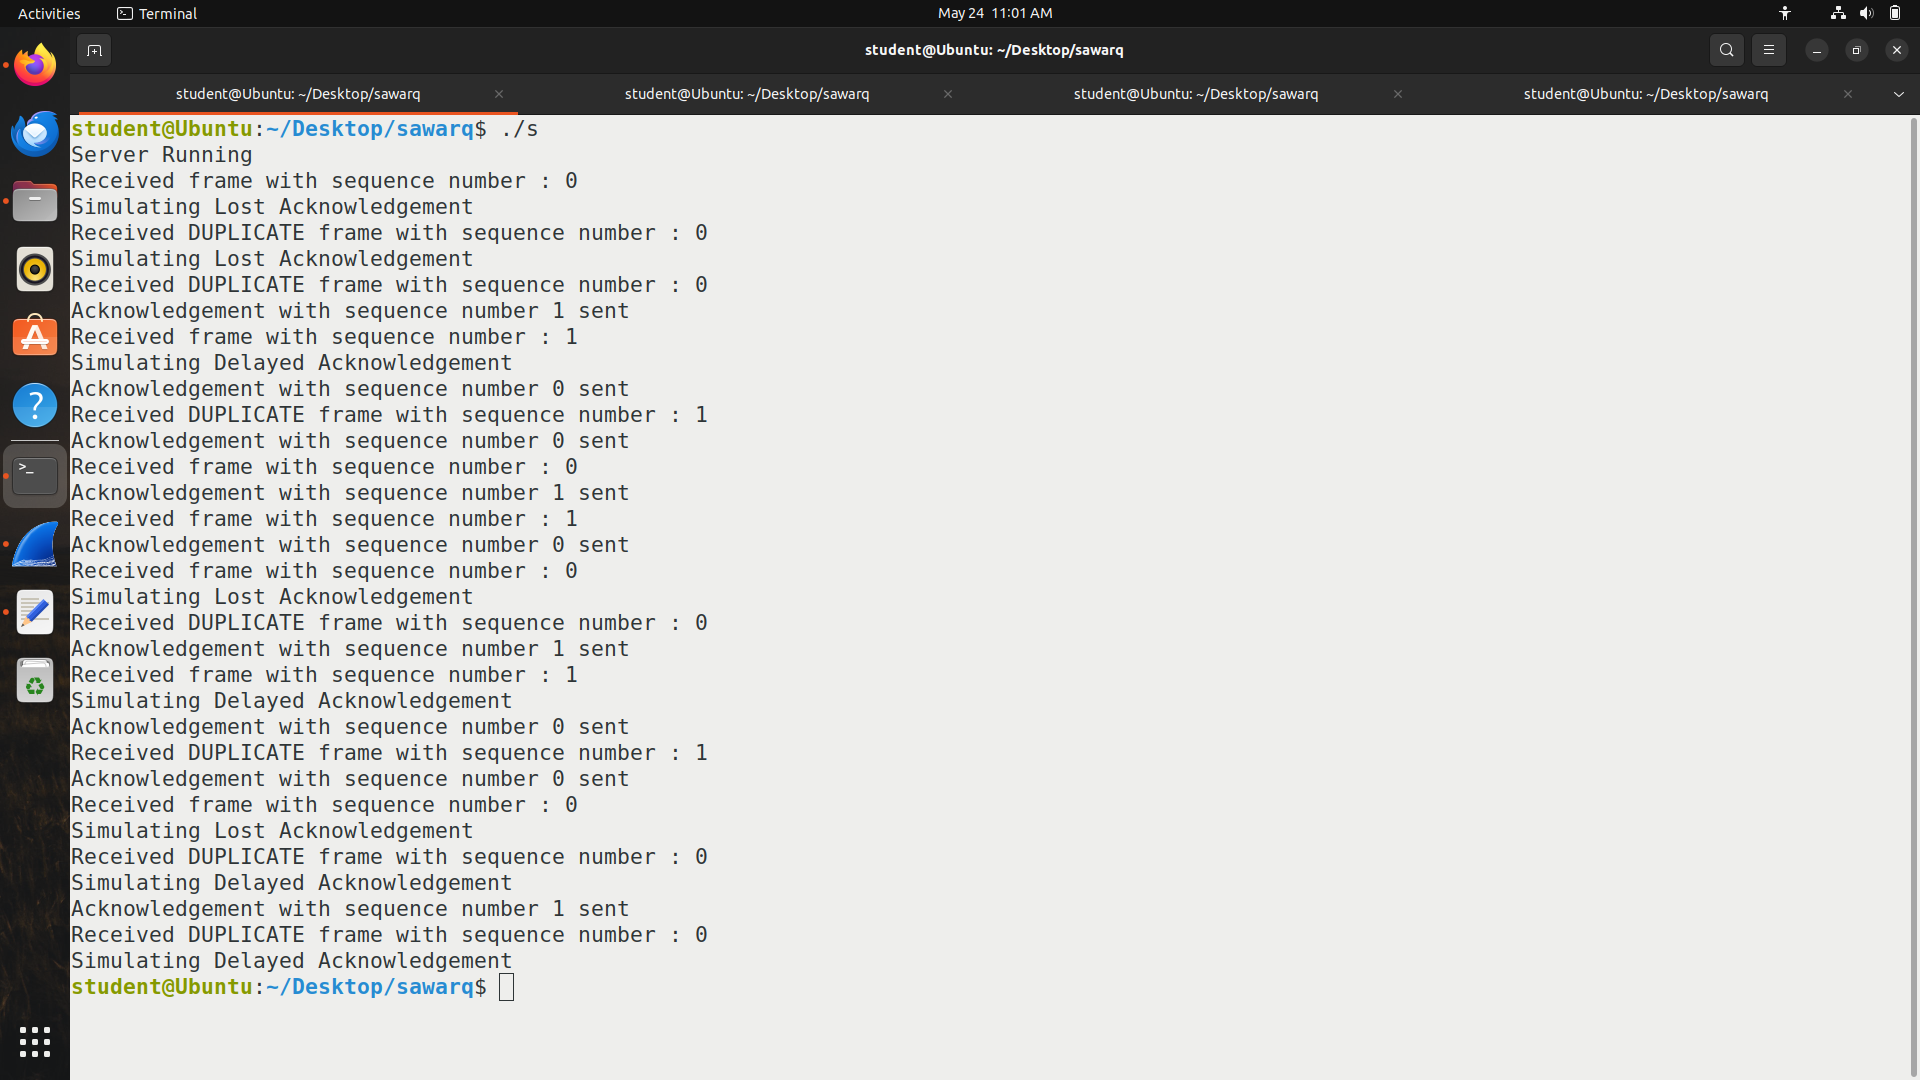 Activities
Terminal
May 24 11:01 AM
student@Ubuntu: ~/Desktop/sawarq
student@Ubuntu: ~/Desktop/sawarq
student@Ubuntu: ~/Desktop/sawarq
student@Ubuntu: ~/Desktop/sawarq
student@Ubuntu: ~/Desktop/sawarq
student@Ubuntu:~/Desktop/sawarq$ ./s
Server Running
Received frame with sequence number : 0
Simulating Lost Acknowledgement
Received DUPLICATE frame with sequence number : 0
Simulating Lost Acknowledgement
Received DUPLICATE frame with sequence number : 0
Acknowledgement with sequence number 1 sent
Received frame with sequence number : 1
Simulating Delayed Acknowledgement
Acknowledgement with sequence number 0 sent
Received DUPLICATE frame with sequence number : 1
Acknowledgement with sequence number 0 sent
Received frame with sequence number : 0
Acknowledgement with sequence number 1 sent
Received frame with sequence number : 1
Acknowledgement with sequence number 0 sent
Received frame with sequence number : 0
Simulating Lost Acknowledgement
Received DUPLICATE frame with sequence number : 0
Acknowledgement with sequence number 1 sent
Received frame with sequence number : 1
Simulating Delayed Acknowledgement
Acknowledgement with sequence number 0 sent
Received DUPLICATE frame with sequence number : 1
Acknowledgement with sequence number 0 sent
Received frame with sequence number : 0
Simulating Lost Acknowledgement
Received DUPLICATE frame with sequence number : 0
Simulating Delayed Acknowledgement
Acknowledgement with sequence number 1 sent
Received DUPLICATE frame with sequence number : 0
Simulating Delayed Acknowledgement
student@Ubuntu:~/Desktop/sawarq$